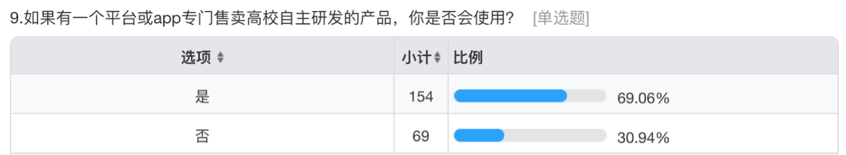 9.如果有一个平台或app专门售卖高校自主研发的产品，你是否会使用? [单选题]
选项 小计 比例
是 154 69.06%
否 69 30.94%